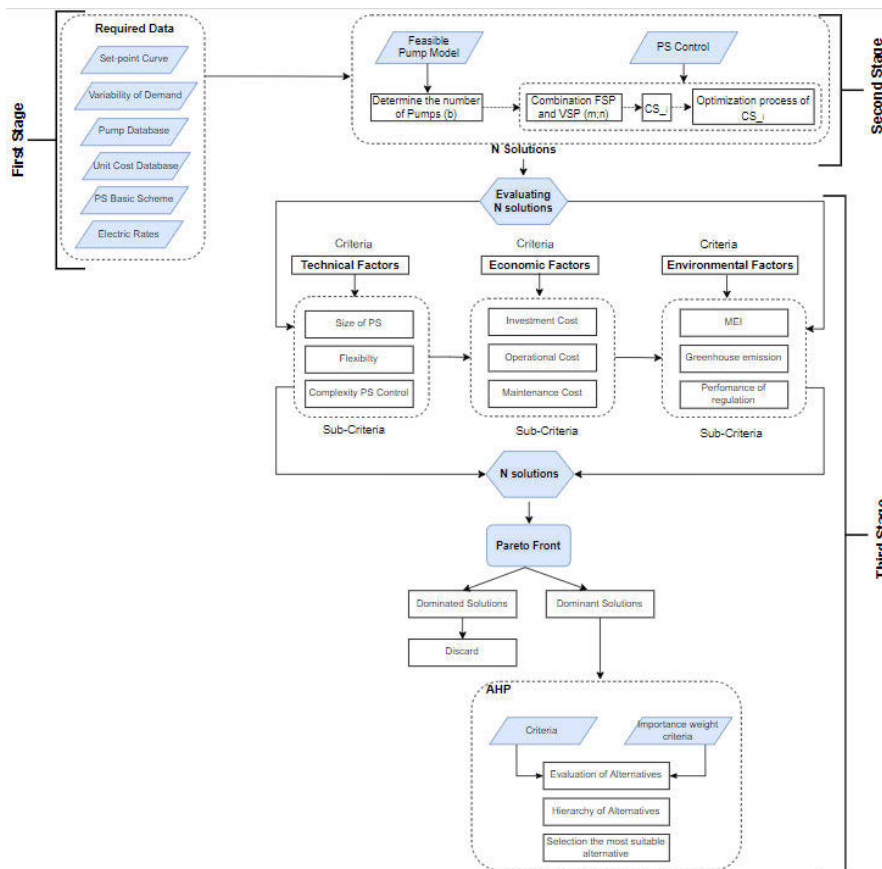 First Stage
Required Data
Set-point Curve
Variability of Demand
Pump Database
Unit Cost Database
PS Basic Scheme
Electric Rates
Second Stage
Feasible
Pump Model
PS Control
Determine the number
of Pumps (b)
Combination FSP
and VSP (m;n)
CS_i
Optimization process of
CS_i
N Solutions
Evaluating
N solutions
Third Stage
Criteria
Technical Factors
Criteria
Economic Factors
Criteria
Environmental Factors
Size of PS
Flexibilty
Complexity PS Control
Sub-Criteria
Investment Cost
Operational Cost
Maintenance Cost
Sub-Criteria
MEI
Greenhouse emission
Perfomance of
regulation
Sub-Criteria
N solutions
Pareto Front
Dominated Solutions
Dominant Solutions
Discard
AHP
Criteria
Importance weight
criteria
Evaluation of Alternatives
Hierarchy of Alternatives
Selection the most suitable
alternative